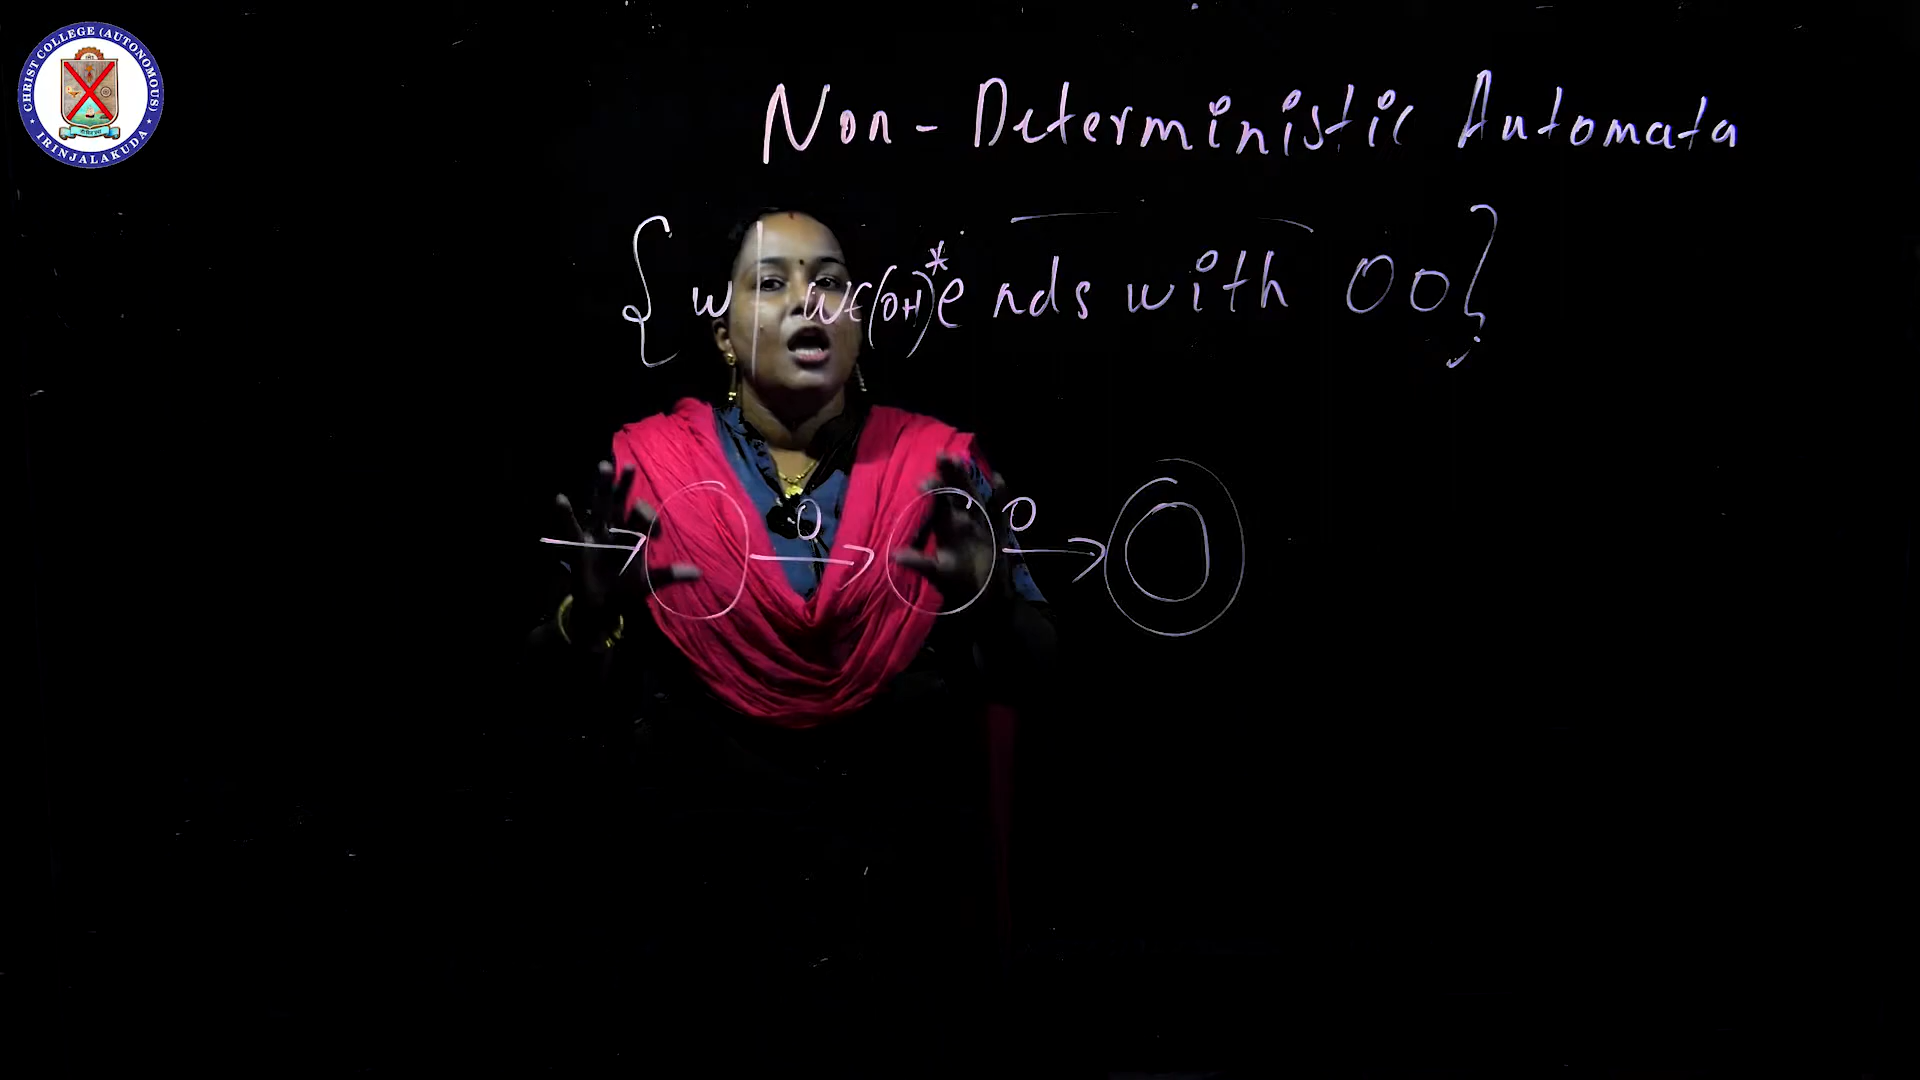 CHRIST COLLEGE (AUTONOMOUS)
IRINJALAKUDA
Non-Deterministic Automata
{ w | w ∈ (0+1)* ends with 00}
0 0